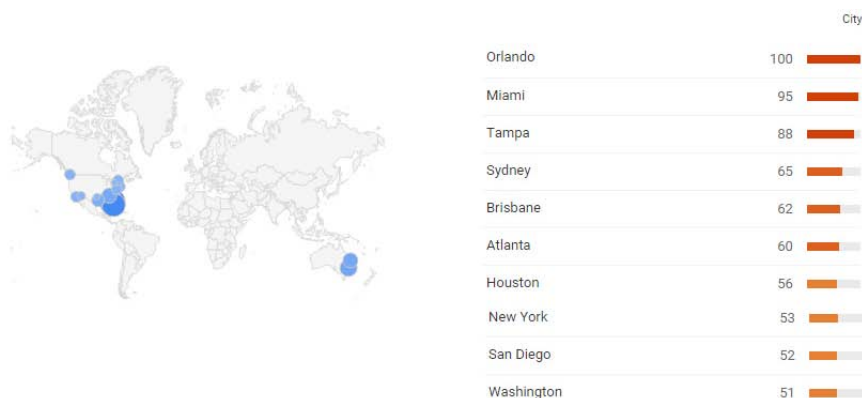 City
Orlando 100
Miami 95
Tampa 88
Sydney 65
Brisbane 62
Atlanta 60
Houston 56
New York 53
San Diego 52
Washington 51